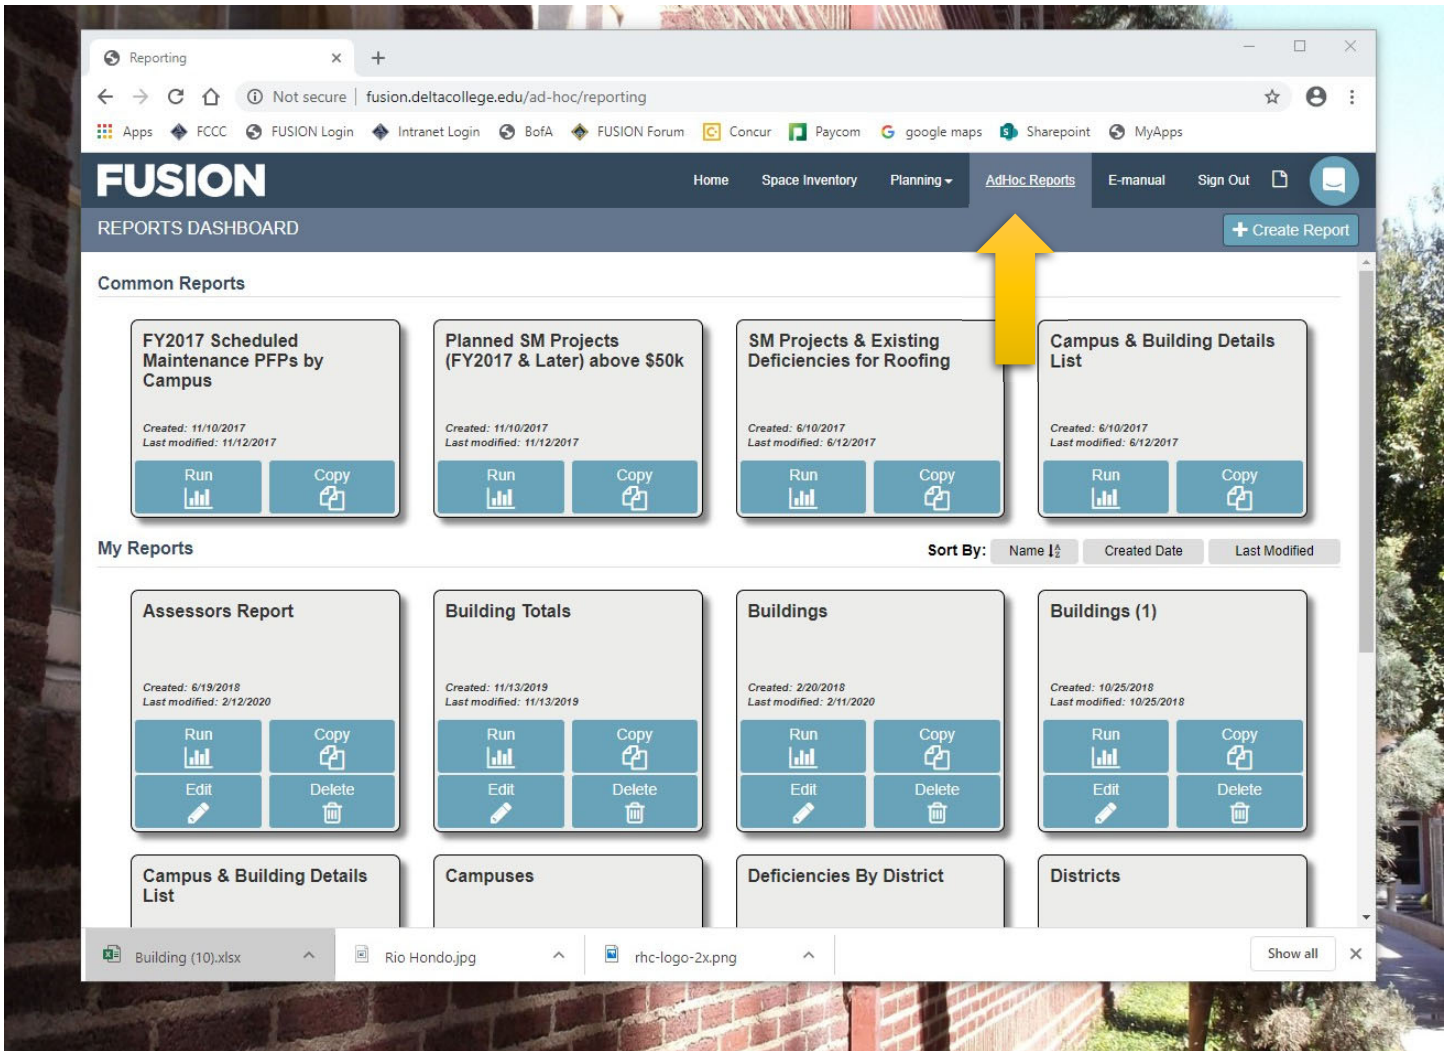 Reporting
Not secure | fusion.deltacollege.edu/ad-hoc/reporting
Apps FCCC FUSION Login Intranet Login BofA FUSION Forum Concur Paycom google maps Sharepoint MyApps
FUSION Home Space Inventory Planning AdHoc Reports E-manual Sign Out
REPORTS DASHBOARD + Create Report
Common Reports
FY2017 Scheduled
Maintenance PFPs by
Campus
Created: 11/10/2017
Last modified: 11/12/2017
Run Copy
Planned SM Projects
(FY2017 & Later) above $50k
Created: 11/10/2017
Last modified: 11/12/2017
Run Copy
SM Projects & Existing
Deficiencies for Roofing
Created: 6/10/2017
Last modified: 6/12/2017
Run Copy
Campus & Building Details
List
Created: 6/10/2017
Last modified: 6/12/2017
Run Copy
My Reports Sort By: Name Created Date Last Modified
Assessors Report
Created: 6/19/2018
Last modified: 2/12/2020
Run Copy
Edit Delete
Building Totals
Created: 11/13/2019
Last modified: 11/13/2019
Run Copy
Edit Delete
Buildings
Created: 2/20/2018
Last modified: 2/11/2020
Run Copy
Edit Delete
Buildings (1)
Created: 10/25/2018
Last modified: 10/25/2018
Run Copy
Edit Delete
Campus & Building Details
List
Campuses
Deficiencies By District
Districts
Building (10).xlsx Rio Hondo.jpg rhc-logo-2x.png Show all